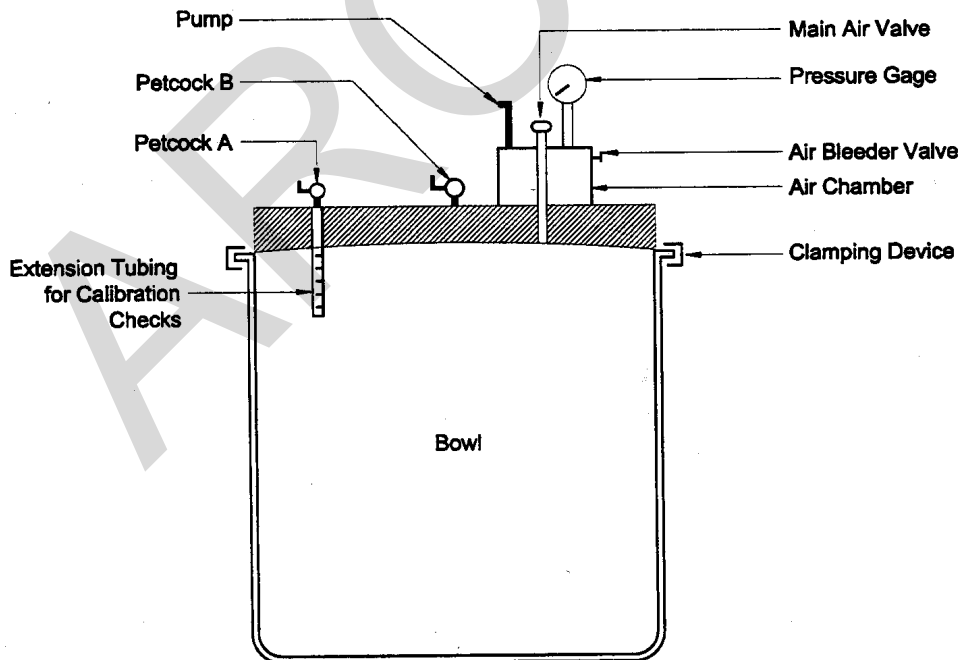 Pump
Main Air Valve
Petcock B
Pressure Gage
Petcock A
Air Bleeder Valve
Air Chamber
Clamping Device
Extension Tubing
for Calibration
Checks
Bowl
ARC